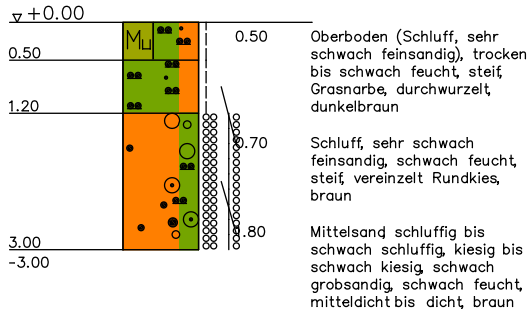 +0.00
Mu
0.50
0.50
Oberboden (Schluff, sehr
schwach feinsandig), trocken
bis schwach feucht, steif,
Grasnarbe, durchwurzelt,
dunkelbraun
1.20
0.70
Schluff, sehr schwach
feinsandig, schwach feucht,
steif, vereinzelt Rundkies,
braun
1.80
3.00
-3.00
Mittelsand, schluffig bis
schwach schluffig, kiesig bis
schwach kiesig, schwach
grobsandig, schwach feucht,
mitteldicht bis dicht, braun